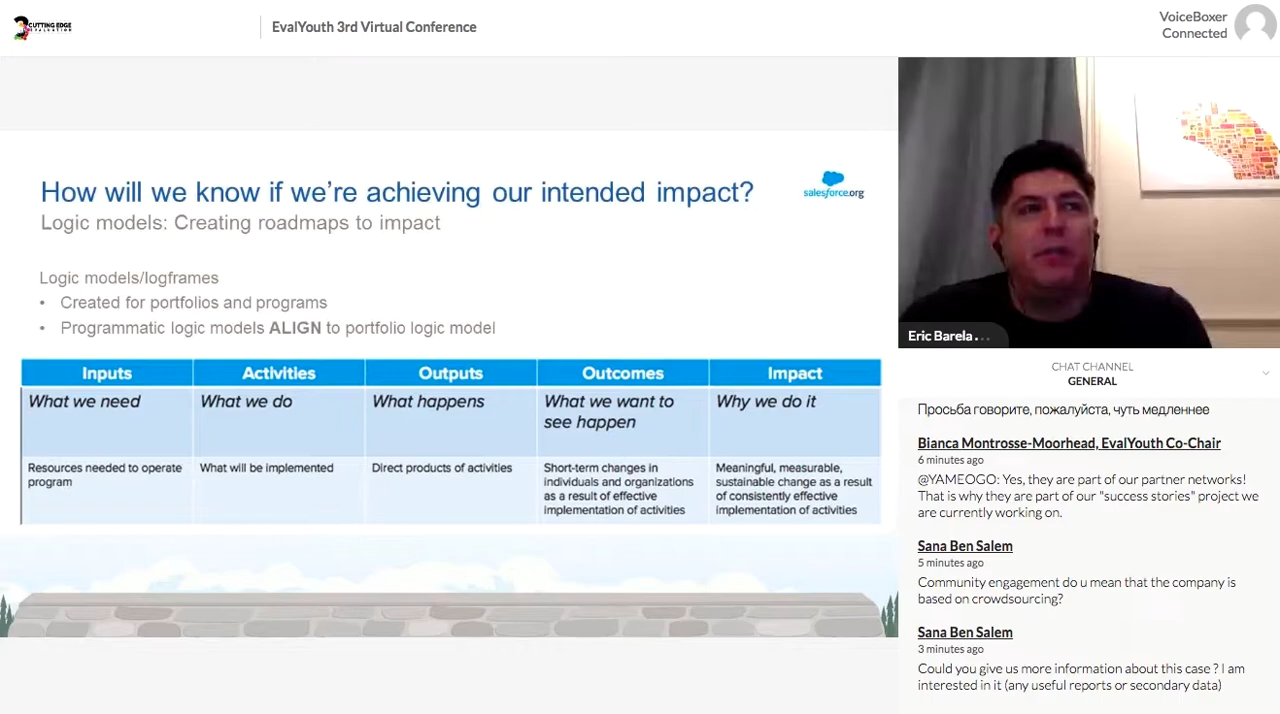 CUTTING EDGE
EvalYouth 3rd Virtual Conference
VoiceBoxer
Connected
How will we know if we're achieving our intended impact?
salesforce.org
Logic models: Creating roadmaps to impact
Logic models/logframes
• Created for portfolios and programs
• Programmatic logic models ALIGN to portfolio logic model
Inputs Activities Outputs Outcomes Impact
What we need What we do What happens What we want to see happen Why we do it
Resources needed to operate
program
What will be implemented
Direct products of activities
Short-term changes in
individuals and organizations
as a result of effective
implementation of activities
Meaningful, measurable,
sustainable change as a result
of consistently effective
implementation of activities
Eric Barela
CHAT CHANNEL
GENERAL
Просьба говорите, пожалуйста, чуть медленнее
Bianca Montrosse-Moorhead, EvalYouth Co-Chair
6 minutes ago
@YAMEOGO: Yes, they are part of our partner networks!
That is why they are part of our "success stories" project we
are currently working on.
Sana Ben Salem
5 minutes ago
Community engagement do u mean that the company is
based on crowdsourcing?
Sana Ben Salem
3 minutes ago
Could you give us more information about this case ? I am
interested in it (any useful reports or secondary data)